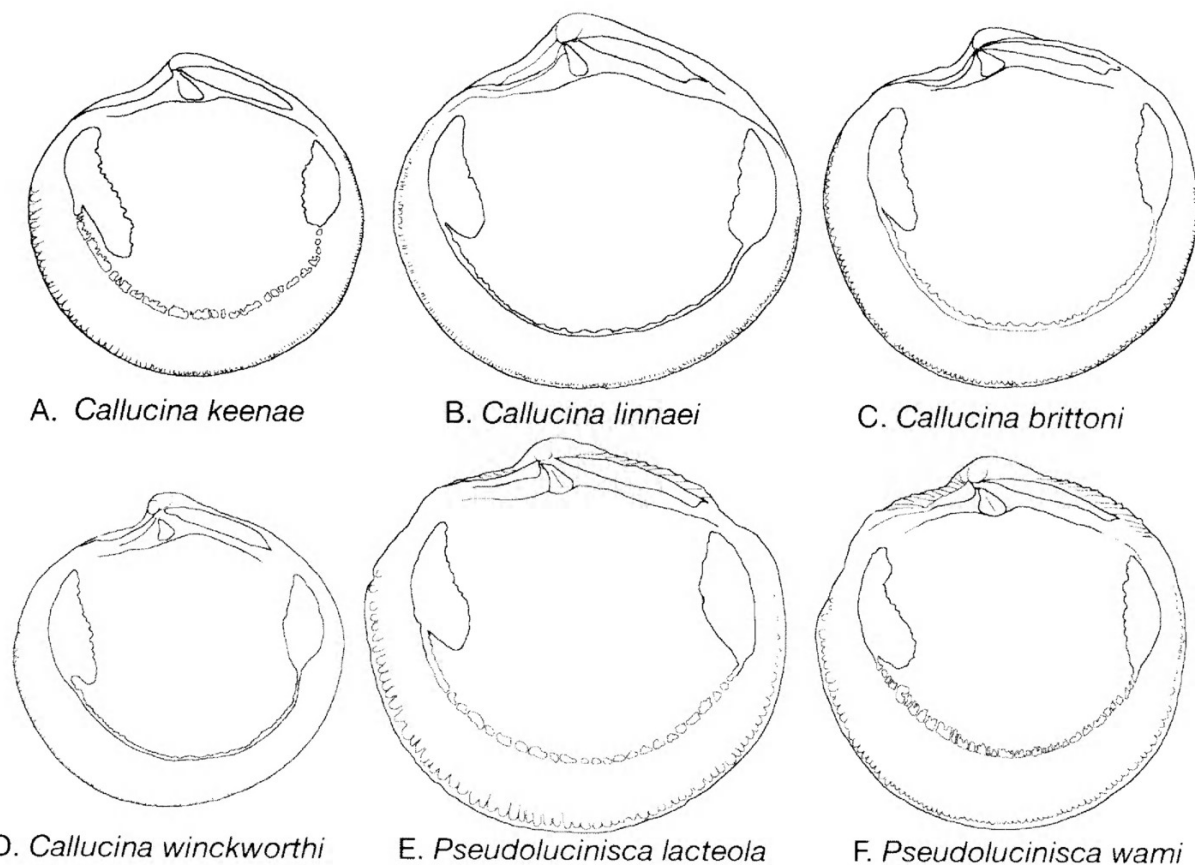 A. Callucina keenae
B. Callucina linnaei
C. Callucina brittoni
D. Callucina winckworthi
E. Pseudolucinisca lacteola
F. Pseudolucinisca wami